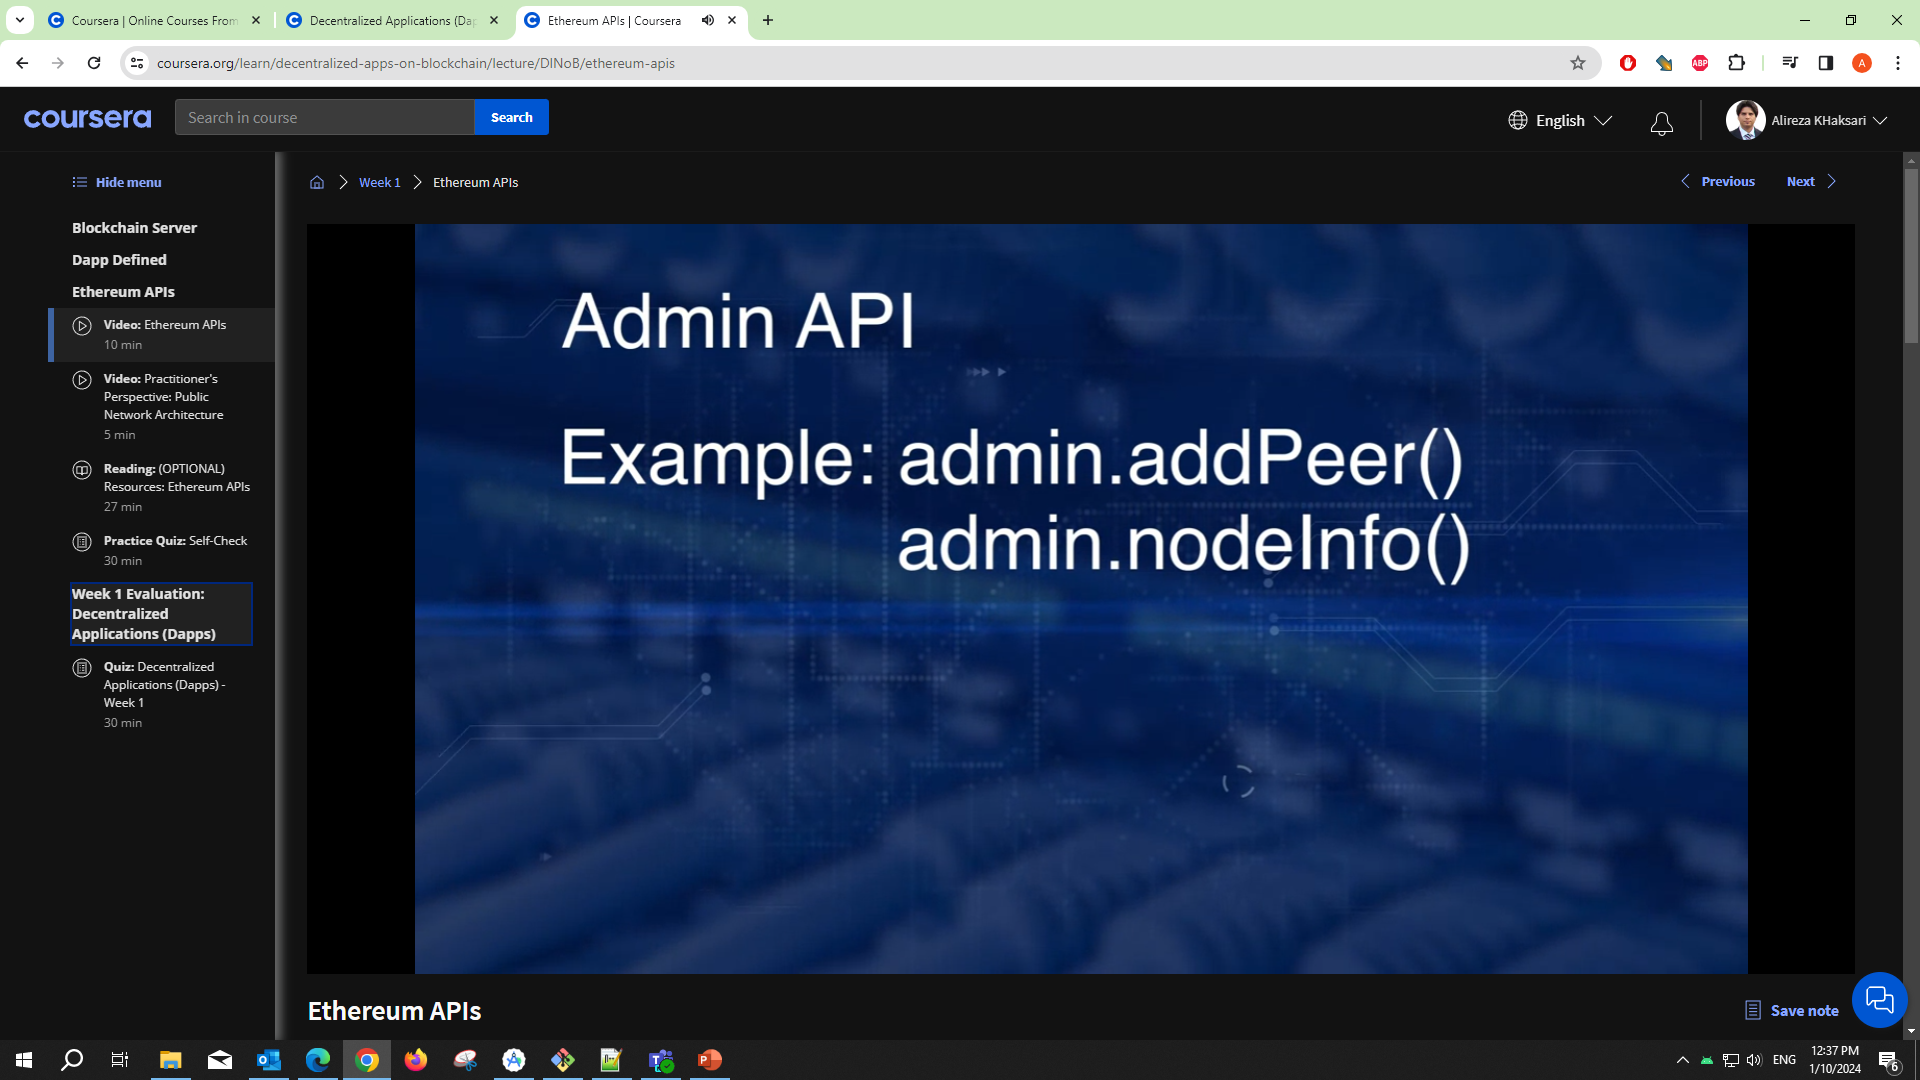 Coursera | Online Courses From
Decentralized Applications (Dap
Ethereum APIs | Coursera
coursera.org/learn/decentralized-apps-on-blockchain/lecture/DINoB/ethereum-apis
ABP
A
coursera
Search in course
Search
English
Alireza KHaksari
Hide menu
Week 1
Ethereum APIs
Previous
Next
Blockchain Server
Dapp Defined
Ethereum APIs
Video: Ethereum APIs
10 min
Video: Practitioner's
Perspective: Public
Network Architecture
5 min
Reading: (OPTIONAL)
Resources: Ethereum APIs
27 min
Practice Quiz: Self-Check
30 min
Week 1 Evaluation:
Decentralized
Applications (Dapps)
Quiz: Decentralized
Applications (Dapps) -
Week 1
30 min
Admin API
Example: admin.addPeer()
admin.nodeInfo()
Ethereum APIs
Save note
ENG
12:37 PM
1/10/2024
6